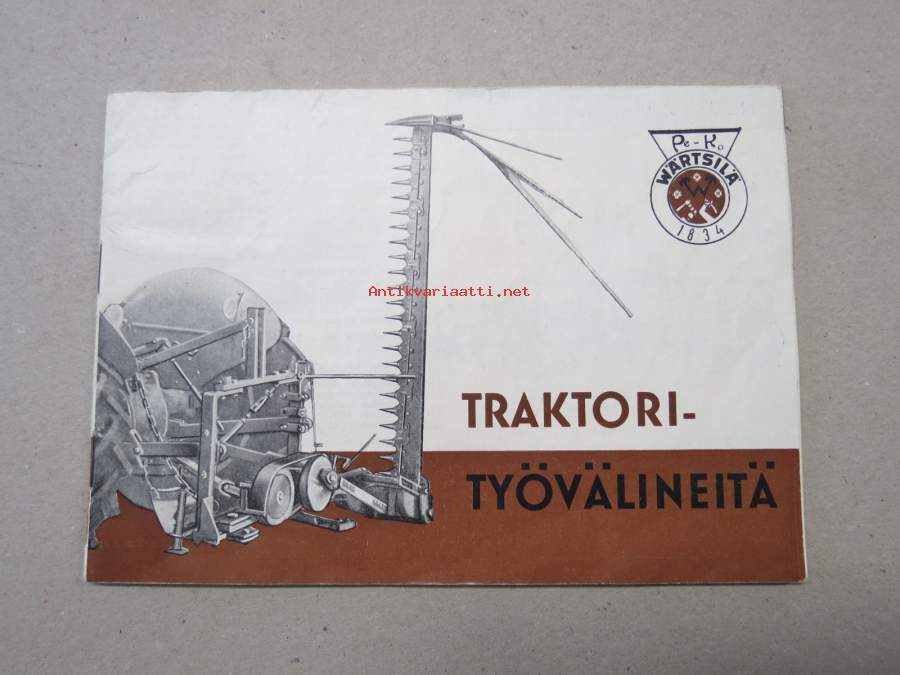 Pe-Ko
WÄRTSILÄ
W
1834
Antikvariaatti.net
TRAKTORI-
TYÖVÄLINEITÄ